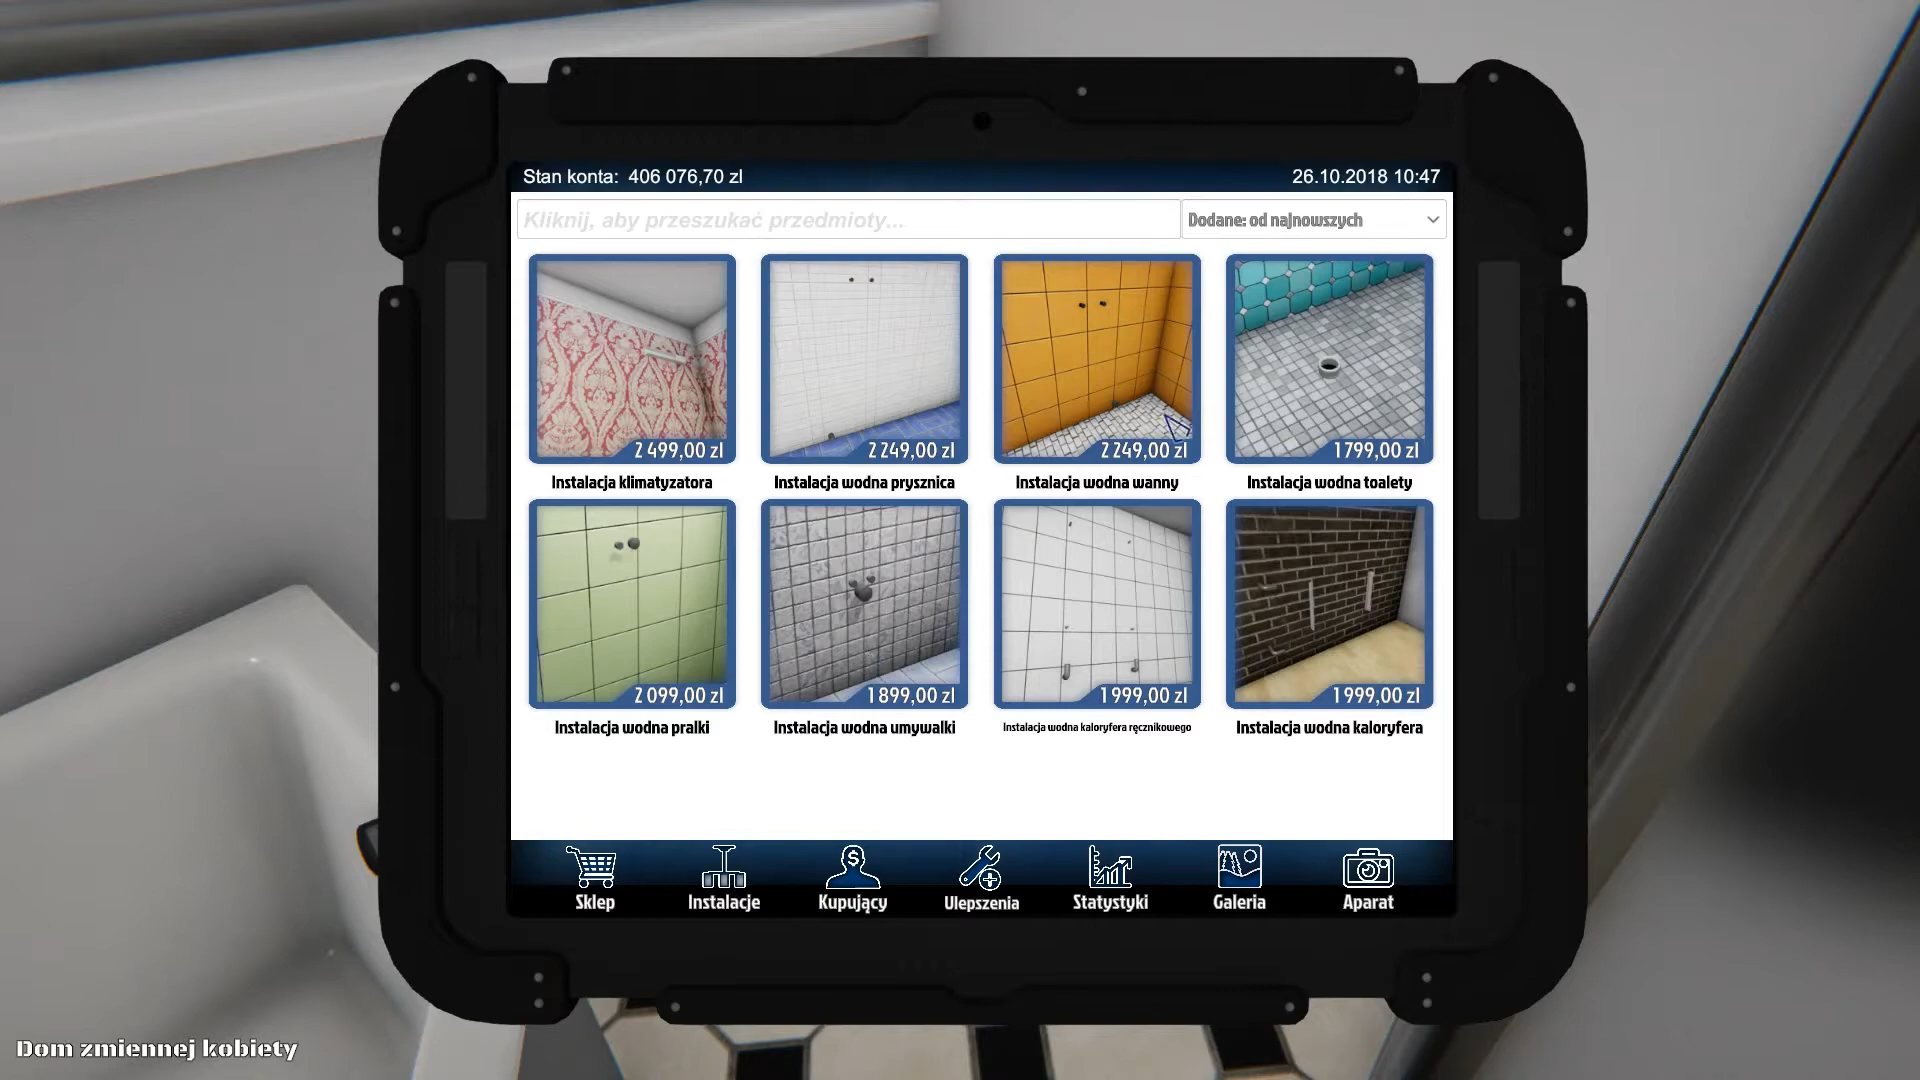 Stan konta: 406 076,70 zl
26.10.2018 10:47
Kliknij, aby przeszukać przedmioty...
Dodane: od najnowszych
2 499,00 zl
2 249,00 zl
2 249,00 zl
1 799,00 zl
Instalacja klimatyzatora
Instalacja wodna prysznica
Instalacja wodna wanny
Instalacja wodna toalety
2 099,00 zl
1 899,00 zl
1 999,00 zl
1 999,00 zl
Instalacja wodna pralki
Instalacja wodna umywalki
Instalacja wodna kaloryfera ręcznikowego
Instalacja wodna kaloryfera
Sklep
Instalacje
Kupujący
Ulepszenia
Statystyki
Galeria
Aparat
Dom zmiennej kobiety